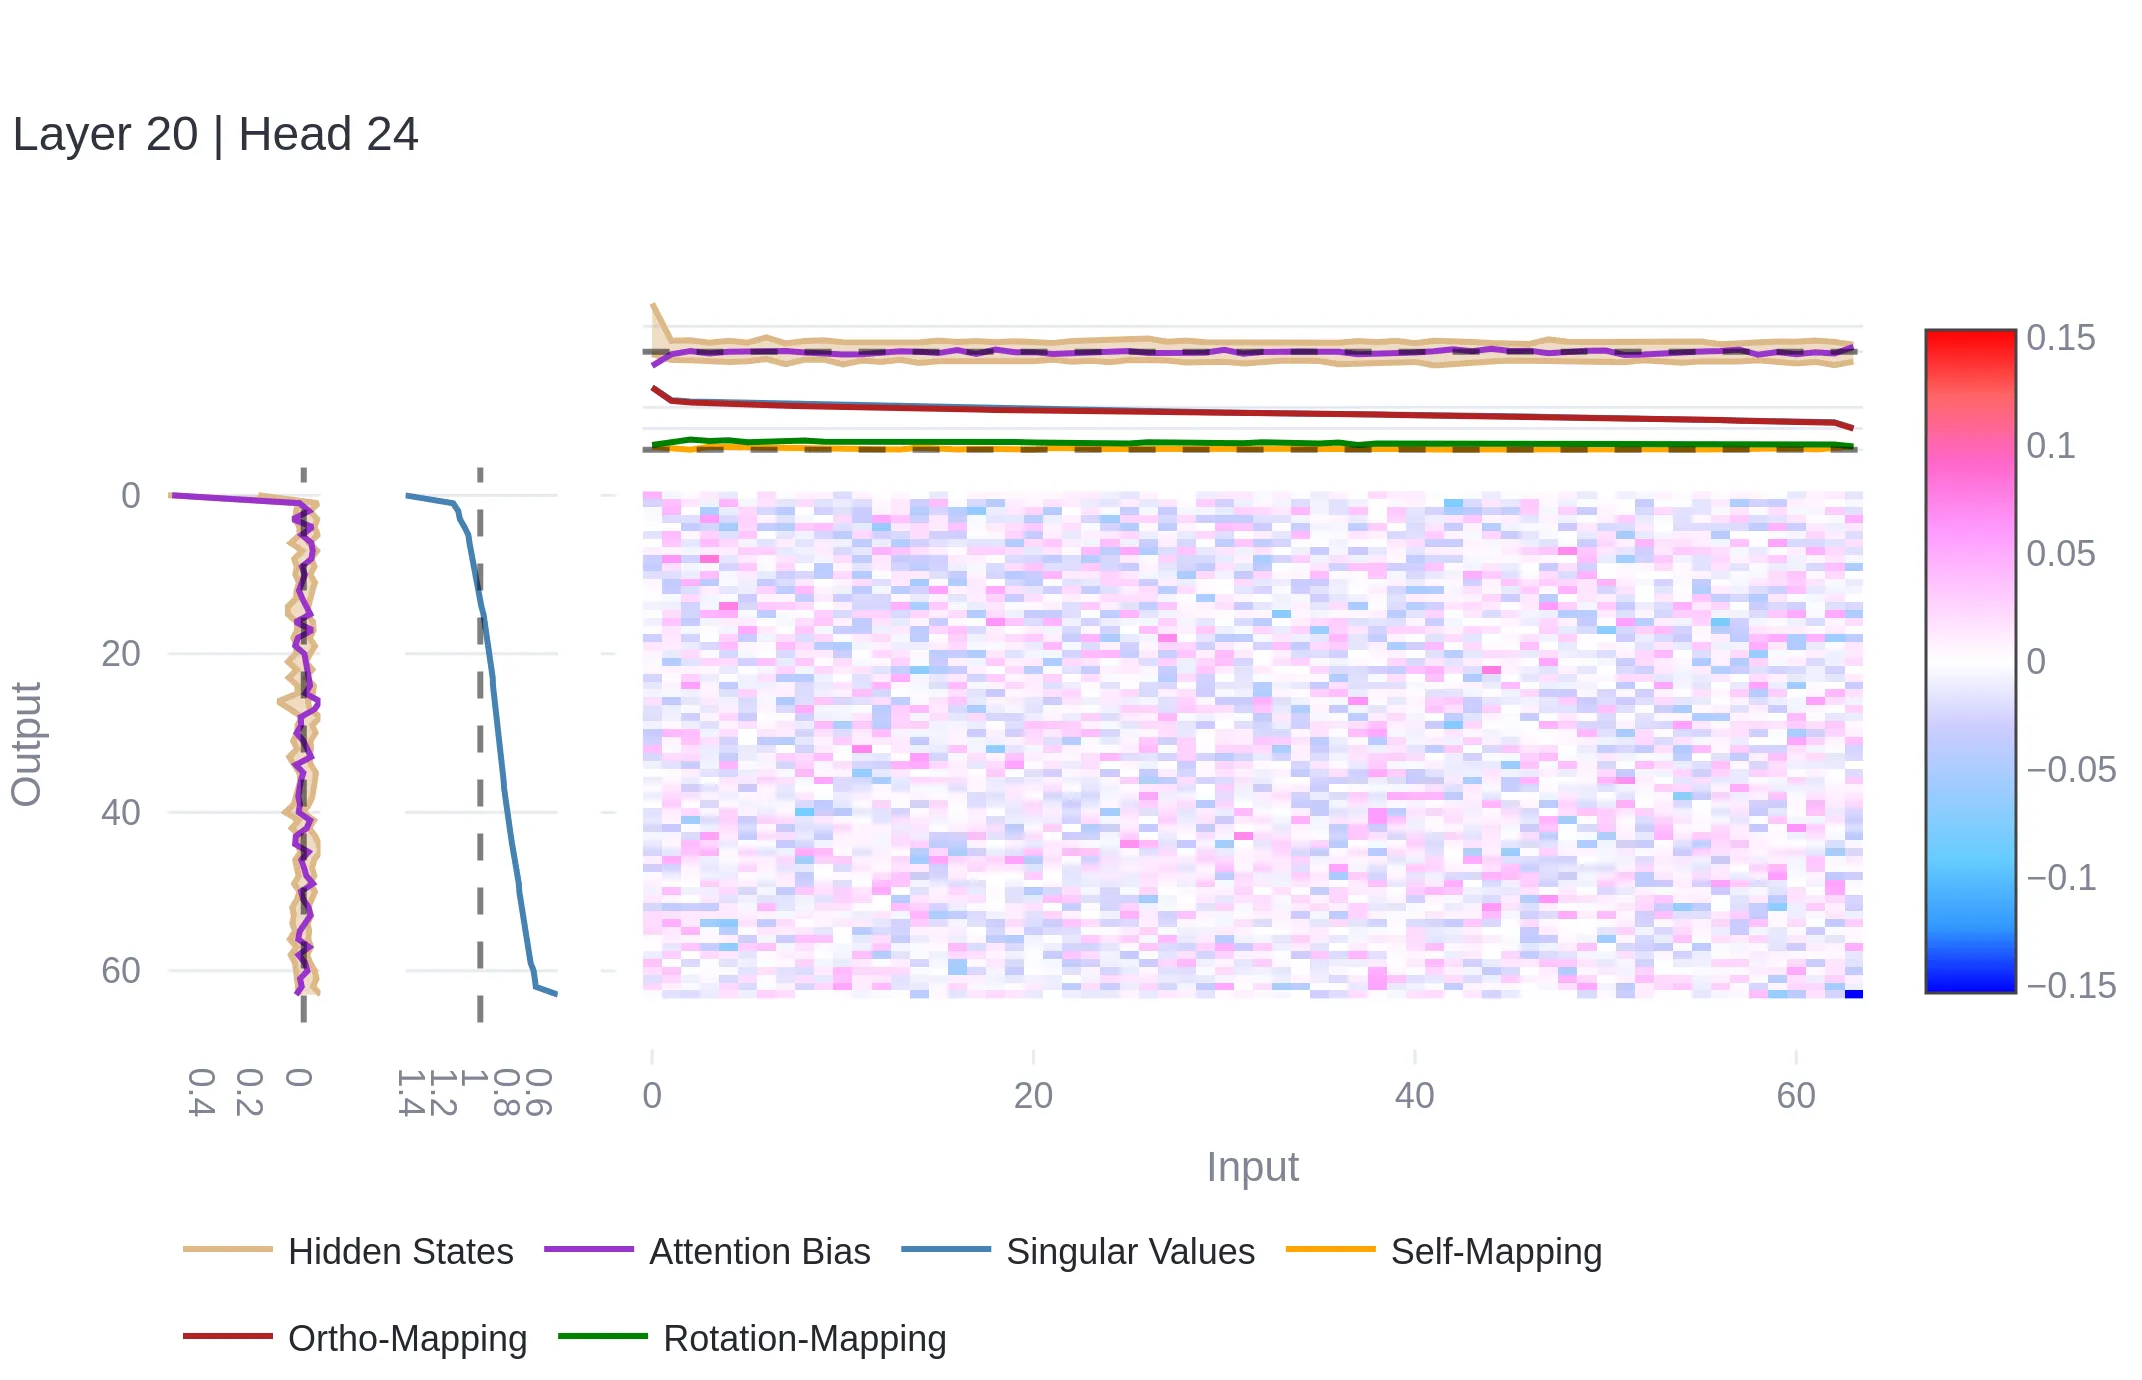 Layer 20 | Head 24
0.15
0.1
0.05
0
−0.05
−0.1
−0.15
0
20
40
60
Output
0.4
0.2
0
1.4
1.2
1
0.8
0.6
0
20
40
60
Input
Hidden States
Attention Bias
Singular Values
Self-Mapping
Ortho-Mapping
Rotation-Mapping